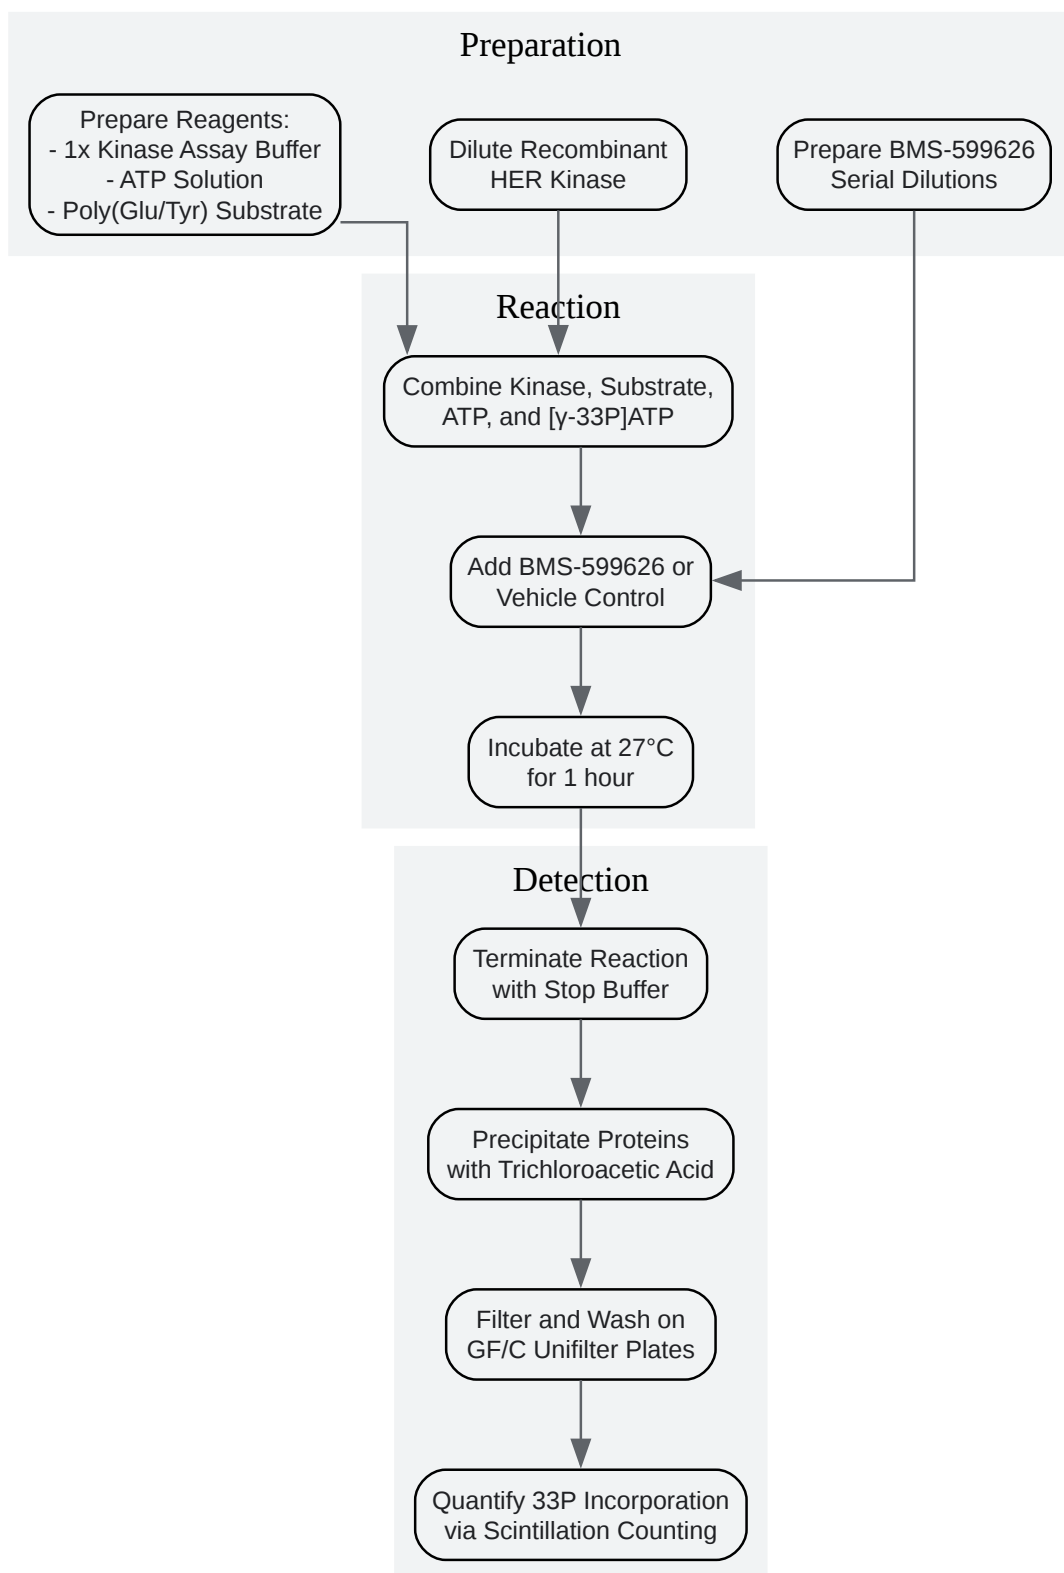 Preparation
Prepare Reagents:
- 1x Kinase Assay Buffer
- ATP Solution
- Poly(Glu/Tyr) Substrate
Dilute Recombinant
HER Kinase
Prepare BMS-599626
Serial Dilutions
Reaction
Combine Kinase, Substrate,
ATP, and [γ-33P]ATP
Add BMS-599626 or
Vehicle Control
Incubate at 27°C
for 1 hour
Detection
Terminate Reaction
with Stop Buffer
Precipitate Proteins
with Trichloroacetic Acid
Filter and Wash on
GF/C Unifilter Plates
Quantify 33P Incorporation
via Scintillation Counting